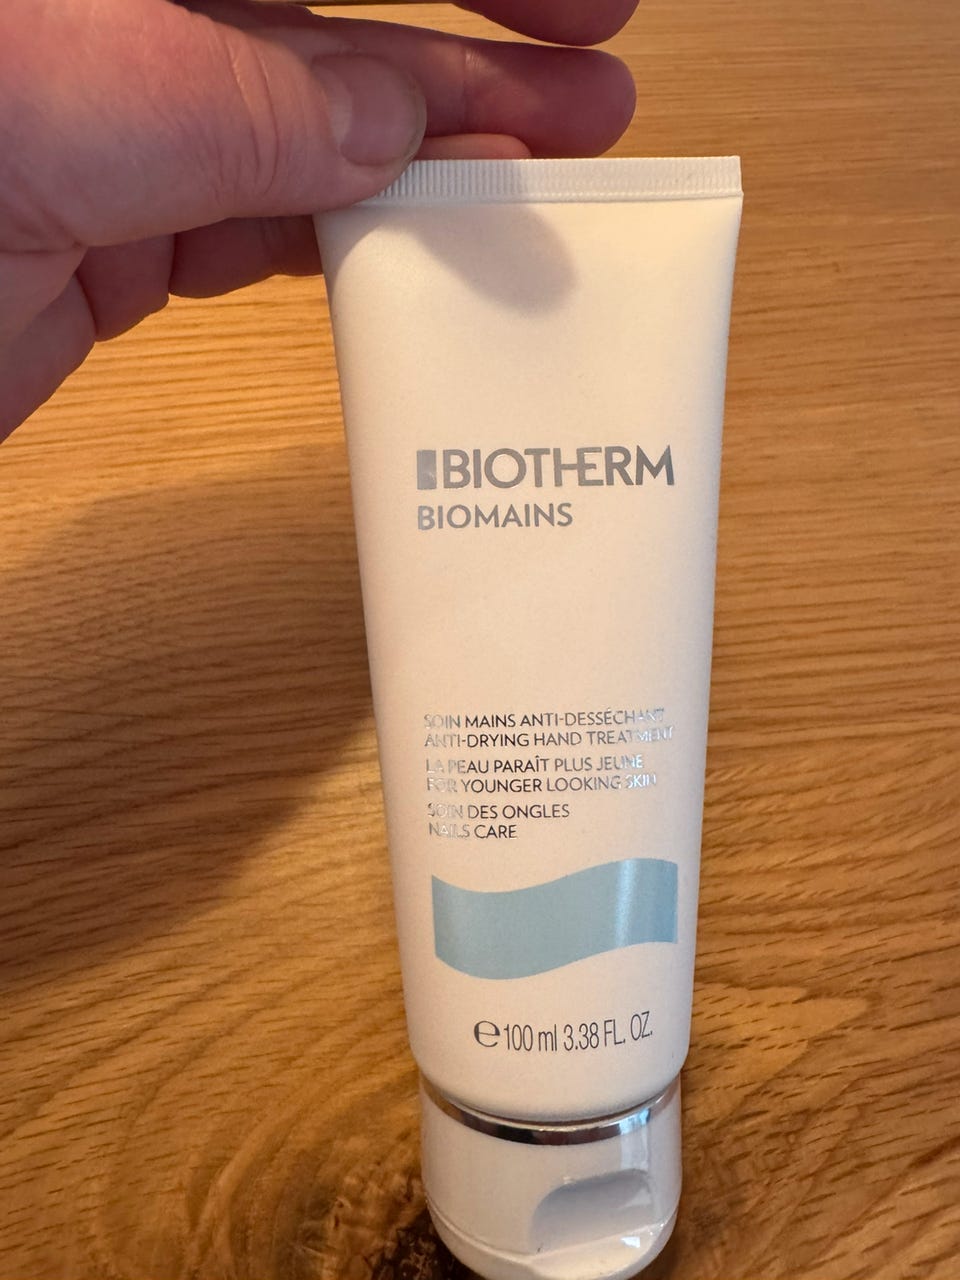 BIOTHERM
BIOMAINS
SOIN MAINS ANTI-DESSÉCHANT
ANTI-DRYING HAND TREATMENT
LA PEAU PARAÎT PLUS JEUNE
FOR YOUNGER LOOKING SKIN
SOIN DES ONGLES
NAILS CARE
℮ 100 ml 3.38 FL. OZ.